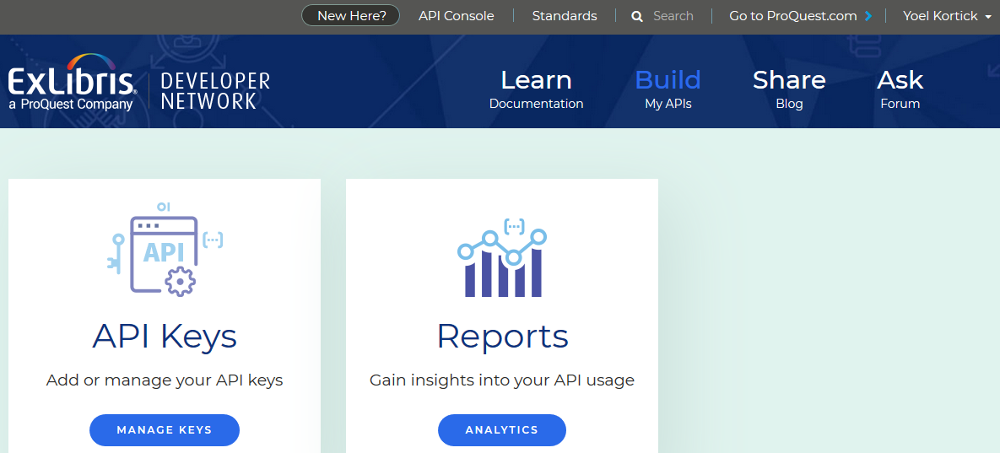 New Here?
API Console
Standards
Search
Go to ProQuest.com
Yoel Kortick
ExLibris®
a ProQuest Company
DEVELOPER
NETWORK
Learn
Documentation
Build
My APIs
Share
Blog
Ask
Forum
API
API Keys
Add or manage your API keys
MANAGE KEYS
Reports
Gain insights into your API usage
ANALYTICS